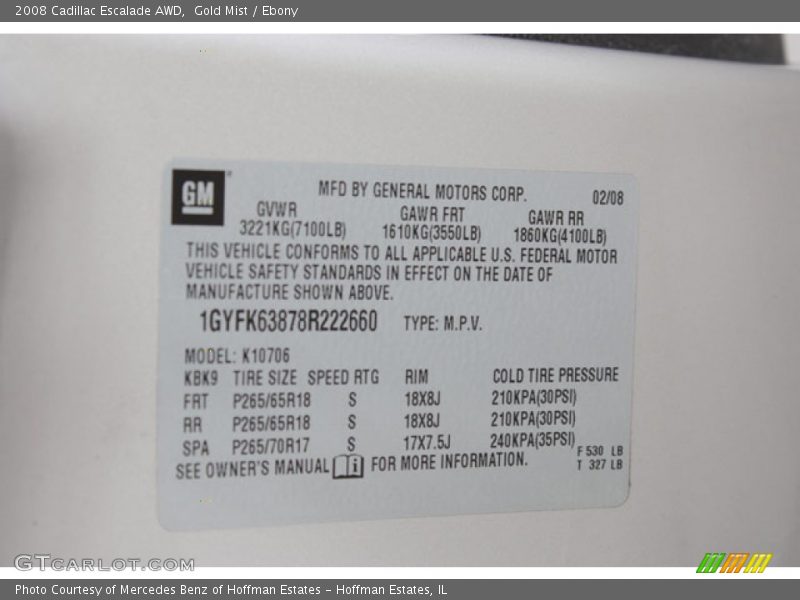 2008 Cadillac Escalade AWD, Gold Mist / Ebony
GM
MFD BY GENERAL MOTORS CORP. 02/08
GVWR GAWR FRT GAWR RR
3221KG(7100LB) 1610KG(3550LB) 1860KG(4100LB)
THIS VEHICLE CONFORMS TO ALL APPLICABLE U.S. FEDERAL MOTOR
VEHICLE SAFETY STANDARDS IN EFFECT ON THE DATE OF
MANUFACTURE SHOWN ABOVE.
1GYFK63878R222660 TYPE: M.P.V.
MODEL: K10706
KBK9 TIRE SIZE SPEED RTG RIM COLD TIRE PRESSURE
FRT P265/65R18 S 18X8J 210KPA(30PSI)
RR P265/65R18 S 18X8J 210KPA(30PSI)
SPA P265/70R17 S 17X7.5J 240KPA(35PSI)
SEE OWNER'S MANUAL i FOR MORE INFORMATION.
F 530 LB
T 327 LB
GTCARLOT.COM
Photo Courtesy of Mercedes Benz of Hoffman Estates - Hoffman Estates, IL